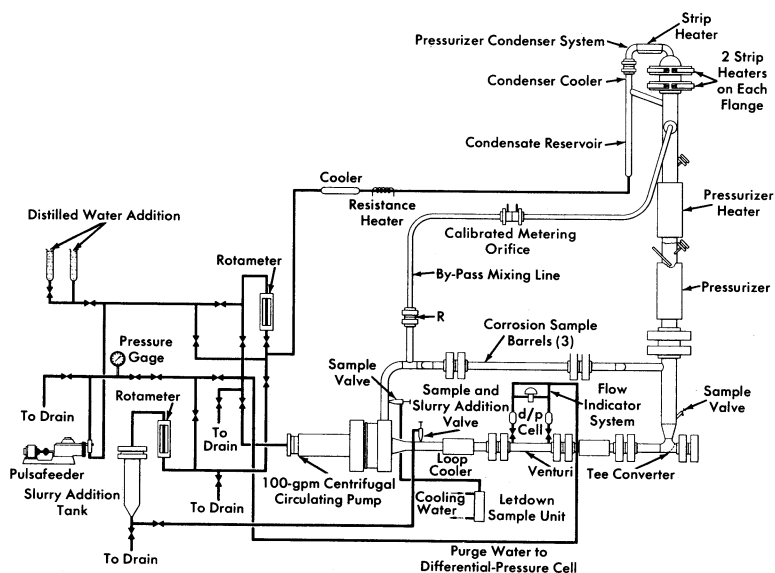 Strip
Heater
Pressurizer Condenser System
2 Strip
Heaters
on Each
Flange
Condenser Cooler
Condensate Reservoir
Cooler
Resistance
Heater
Pressurizer
Heater
Distilled Water Addition
Calibrated Metering
Orifice
Rotameter
By-Pass Mixing Line
Pressurizer
R
Pressure
Gage
Corrosion Sample
Barrels (3)
Sample
Valve
Sample and
Slurry Addition
Valve
Flow
Indicator
System
Sample
Valve
To Drain
Rotameter
To
Drain
d/p
Cell
Pulsafeeder
Loop
Cooler
Venturi
Tee Converter
Slurry Addition
Tank
100-gpm Centrifugal
Circulating Pump
To Drain
Cooling
Water
Letdown
Sample Unit
To Drain
Purge Water to
Differential-Pressure Cell